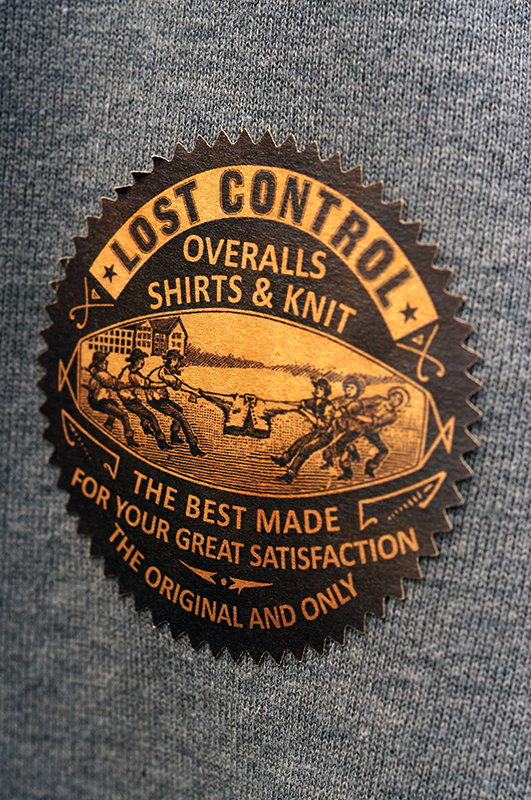 LOST CONTROL
OVERALLS
SHIRTS & KNIT
THE BEST MADE
FOR YOUR GREAT SATISFACTION
THE ORIGINAL AND ONLY